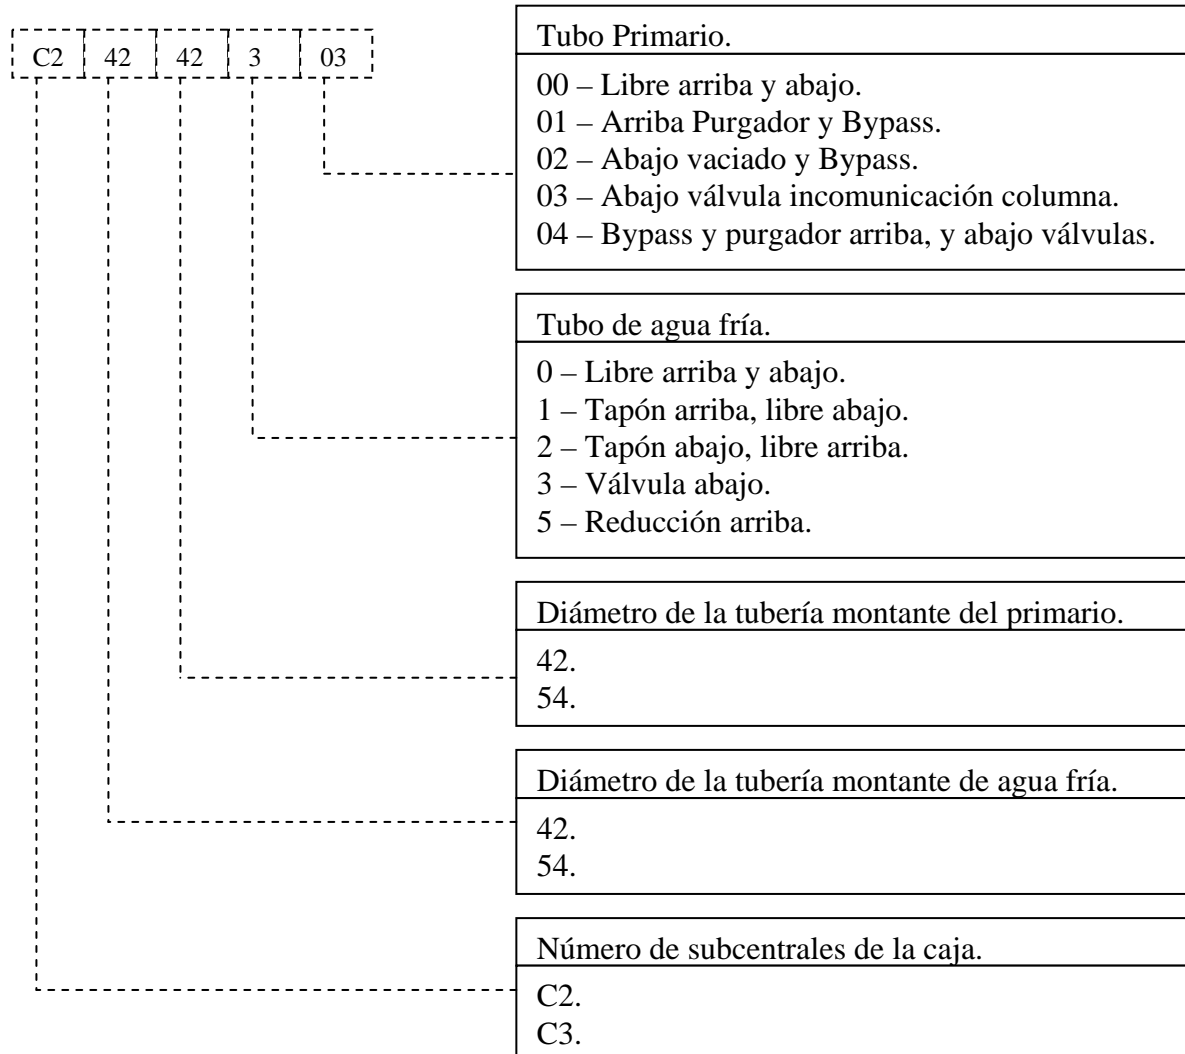 C2 42 42 3 03
Tubo Primario.
00 – Libre arriba y abajo.
01 – Arriba Purgador y Bypass.
02 – Abajo vaciado y Bypass.
03 – Abajo válvula incomunicación columna.
04 – Bypass y purgador arriba, y abajo válvulas.
Tubo de agua fría.
0 – Libre arriba y abajo.
1 – Tapón arriba, libre abajo.
2 – Tapón abajo, libre arriba.
3 – Válvula abajo.
5 – Reducción arriba.
Diámetro de la tubería montante del primario.
42.
54.
Diámetro de la tubería montante de agua fría.
42.
54.
Número de subcentrales de la caja.
C2.
C3.